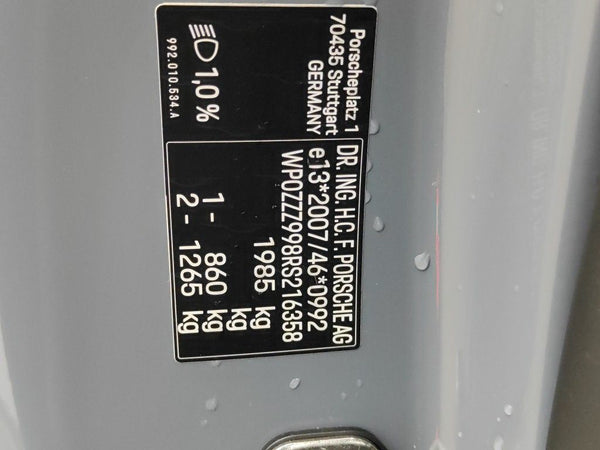 Porscheplatz 1
70435 Stuttgart
GERMANY
1,0 %
992.010.534.A
DR. ING. H.C. F. PORSCHE AG
e13*2007/46*0992
WP0ZZZ998RS216358
1985 kg
kg
1 - 860 kg
2 - 1265 kg